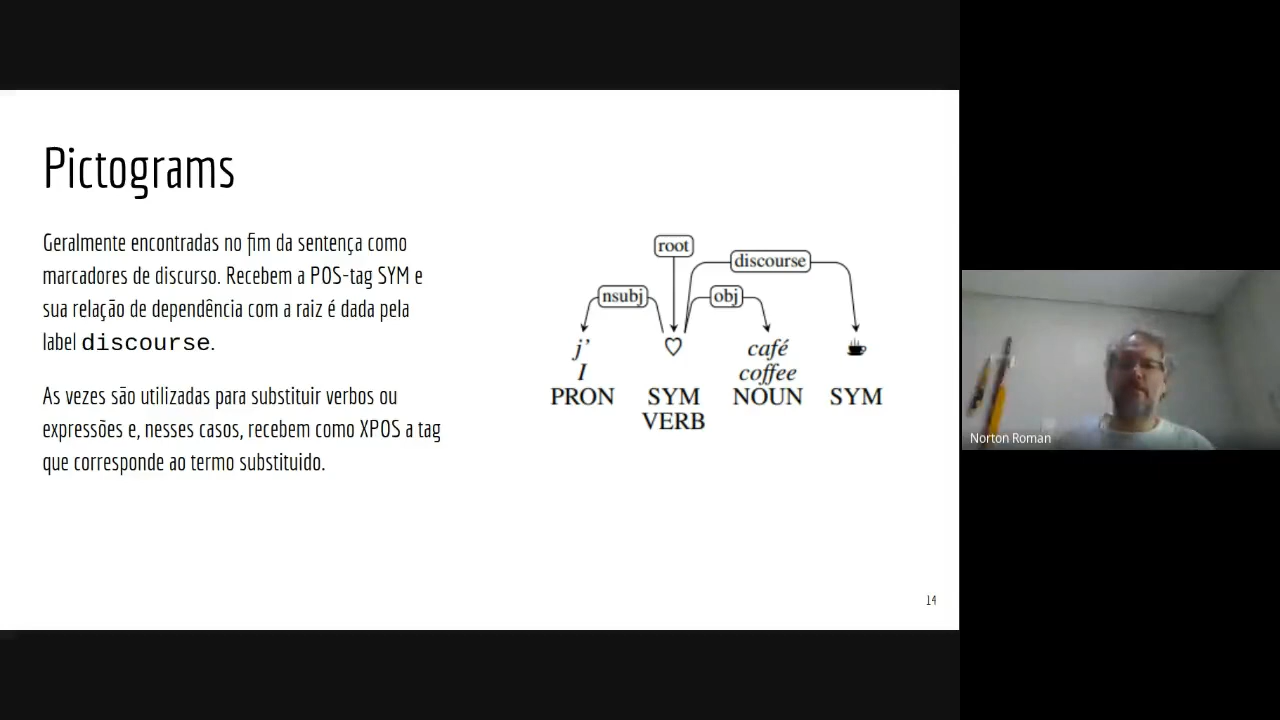 Pictograms
Geralmente encontradas no fim da sentença como
marcadores de discurso. Recebem a POS-tag SYM e
sua relação de dependência com a raiz é dada pela
label discourse.
As vezes são utilizadas para substituir verbos ou
expressões e, nesses casos, recebem como XPOS a tag
que corresponde ao termo substituido.
root
discourse
nsubj obj
j' ♡ café ☕
I coffee
PRON SYM NOUN SYM
VERB
14
Norton Roman